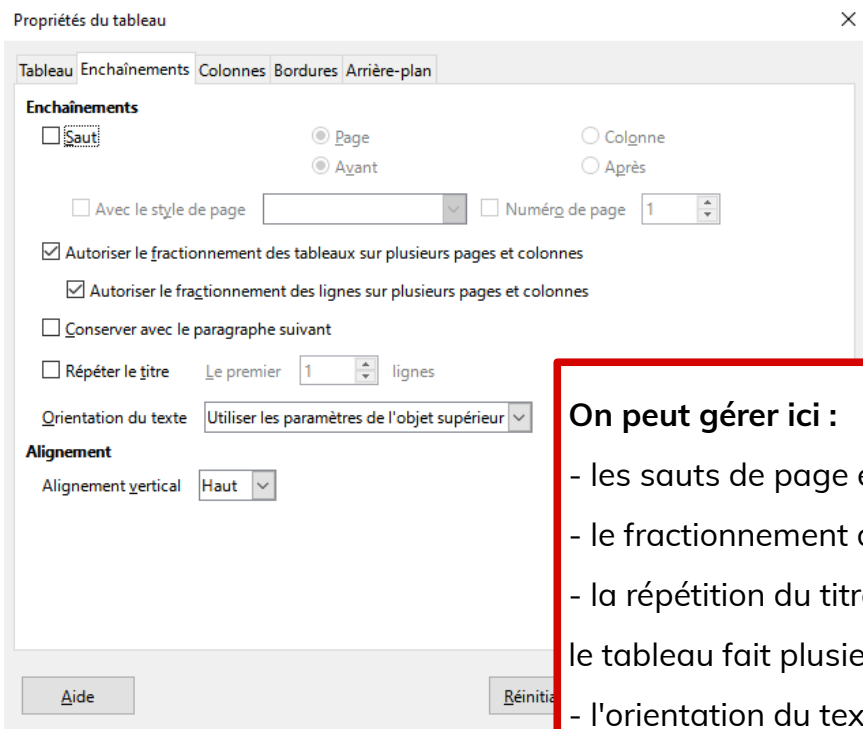 Propriétés du tableau
Tableau Enchaînements Colonnes Bordures Arrière-plan
Enchaînements
Saut Page Colonne
Avant Après
Avec le style de page Numéro de page 1
Autoriser le fractionnement des tableaux sur plusieurs pages et colonnes
Autoriser le fractionnement des lignes sur plusieurs pages et colonnes
Conserver avec le paragraphe suivant
Répéter le titre Le premier 1 lignes
Orientation du texte Utiliser les paramètres de l'objet supérieur
Alignement
Alignement vertical Haut
Aide
On peut gérer ici :
- les sauts de page
- le fractionnement
- la répétition du
le tableau fait
- l'orientation du